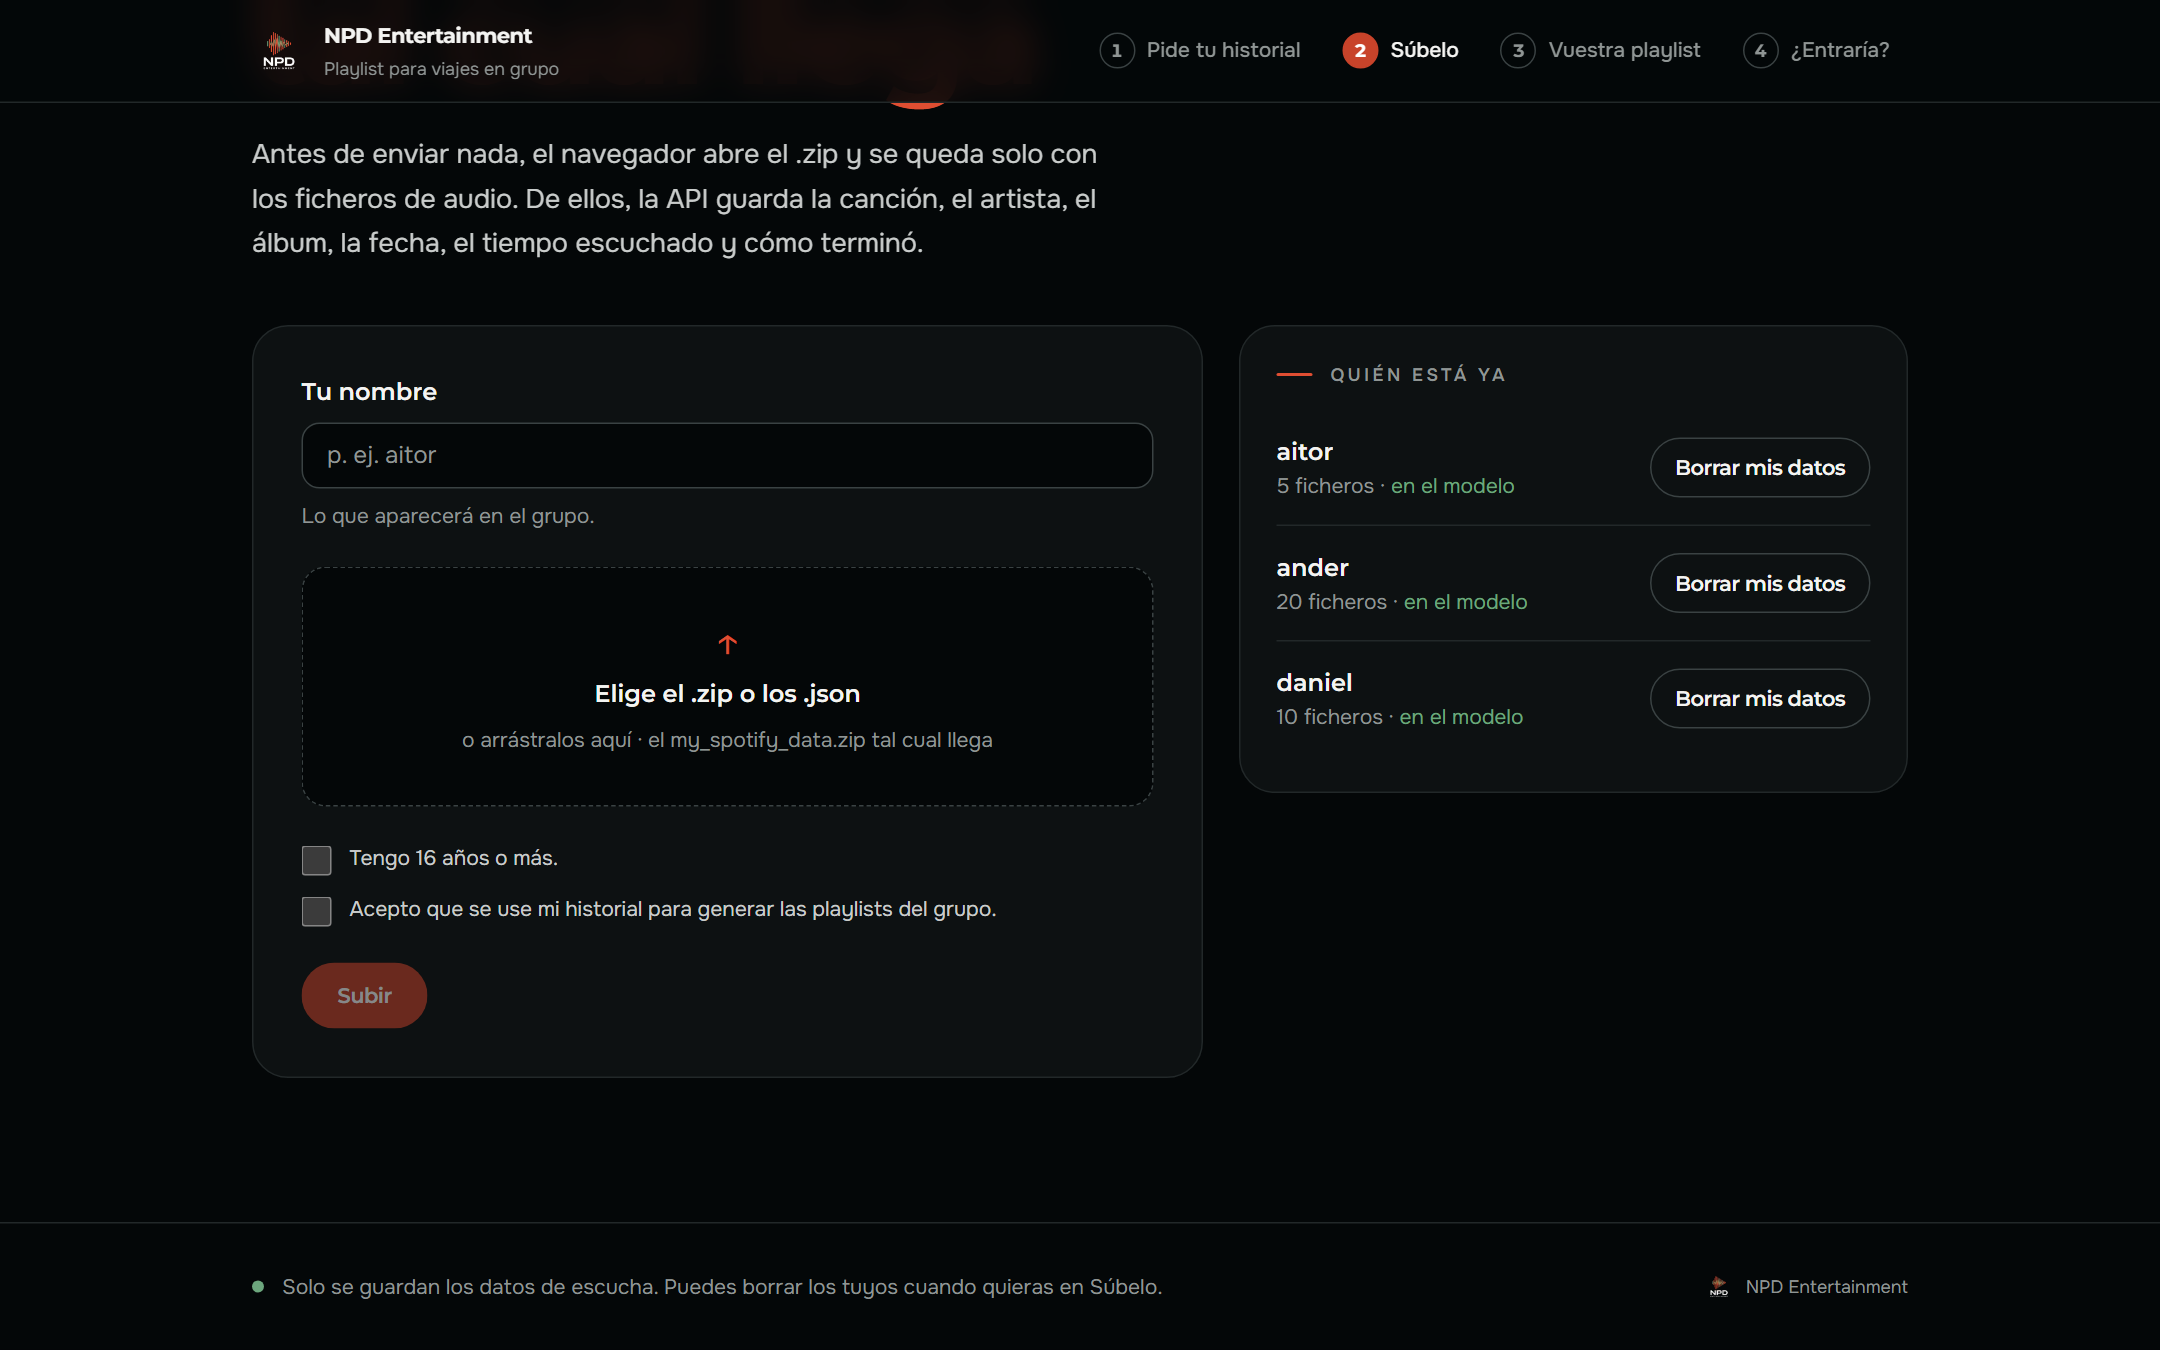 NPD
NPD Entertainment
Playlist para viajes en grupo
1 Pide tu historial
2 Súbelo
3 Vuestra playlist
4 ¿Entraría?
Antes de enviar nada, el navegador abre el .zip y se queda solo con
los ficheros de audio. De ellos, la API guarda la canción, el artista, el
álbum, la fecha, el tiempo escuchado y cómo terminó.
Tu nombre
p. ej. aitor
Lo que aparecerá en el grupo.
↑
Elige el .zip o los .json
o arrástralos aquí · el my_spotify_data.zip tal cual llega
Tengo 16 años o más.
Acepto que se use mi historial para generar las playlists del grupo.
Subir
QUIÉN ESTÁ YA
aitor
5 ficheros · en el modelo
Borrar mis datos
ander
20 ficheros · en el modelo
Borrar mis datos
daniel
10 ficheros · en el modelo
Borrar mis datos
Solo se guardan los datos de escucha. Puedes borrar los tuyos cuando quieras en Súbelo.
NPD
NPD Entertainment